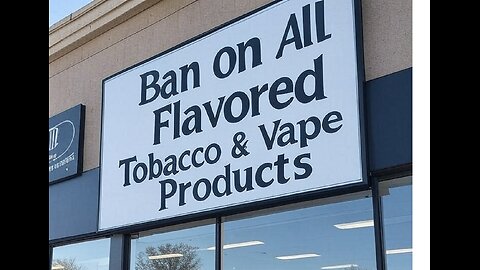 Ban on All
Flavored
Tobacco & Vape
Products